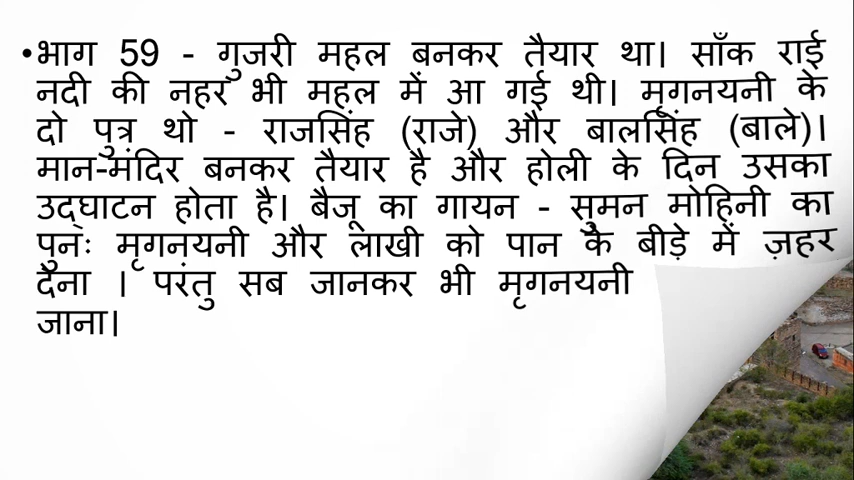 •भाग 59 - गुजरी महल बनकर तैयार था। साँक राई
नदी की नहर भी महल में आ गई थी। मृगनयनी के
दो पुत्र थो - राजसिंह (राजे) और बालसिंह (बाले)।
मान-मंदिर बनकर तैयार है और होली के दिन उसका
उद्घाटन होता है। बैजू का गायन - सुमन मोहिनी का
पुनः मृगनयनी और लाखी को पान के बीड़े में ज़हर
देना । परंतु सब जानकर भी मृगनयनी
जाना।